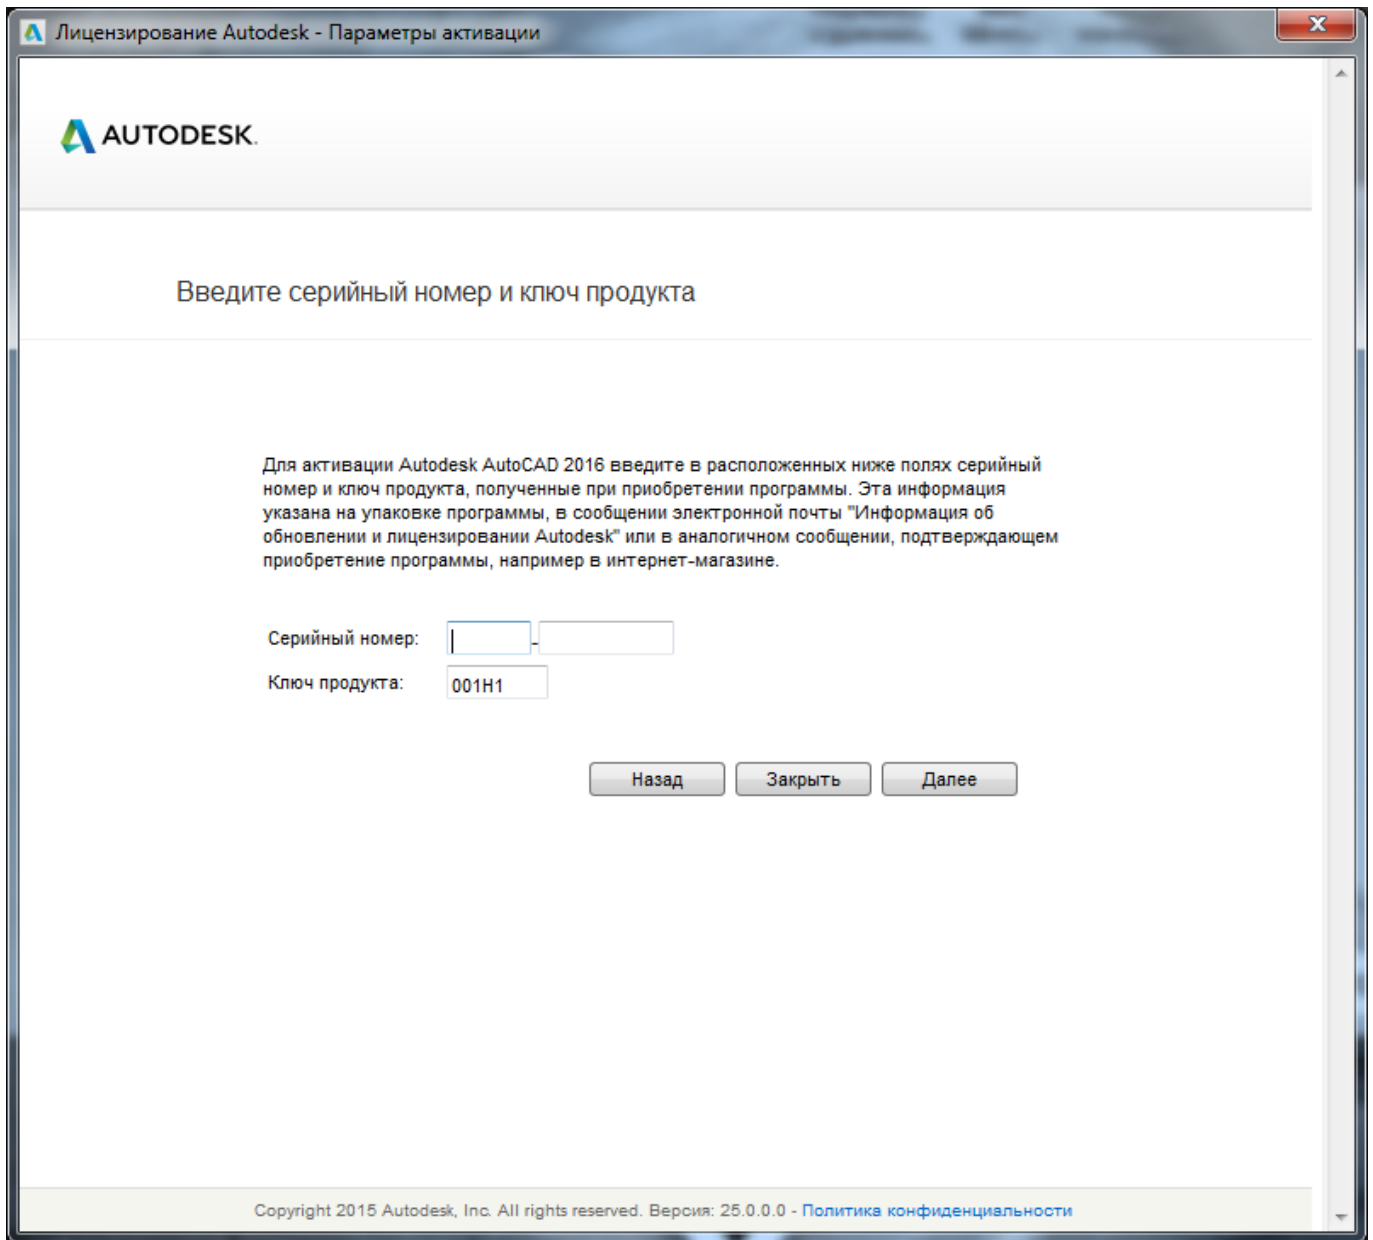 Лицензирование Autodesk - Параметры активации
AUTODESK.
Введите серийный номер и ключ продукта
Для активации Autodesk AutoCAD 2016 введите в расположенных ниже полях серийный
номер и ключ продукта, полученные при приобретении программы. Эта информация
указана на упаковке программы, в сообщении электронной почты "Информация об
обновлении и лицензировании Autodesk" или в аналогичном сообщении, подтверждающем
приобретение программы, например в интернет-магазине.
Серийный номер: -
Ключ продукта: 001H1
Назад Закрыть Далее
Copyright 2015 Autodesk, Inc. All rights reserved. Версия: 25.0.0.0 - Политика конфиденциальности